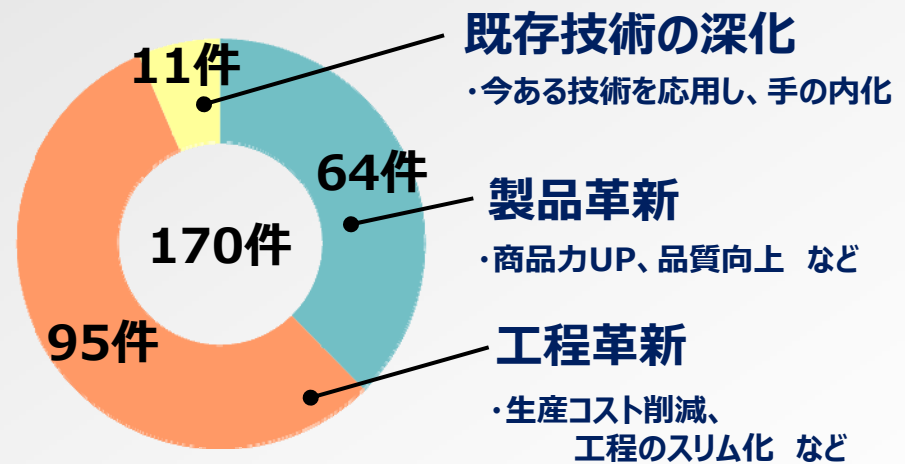 既存技術の深化
・今ある技術を応用し、手の内化
11件
64件
製品革新
・商品力UP、品質向上 など
170件
95件
工程革新
・生産コスト削減、
工程のスリム化 など